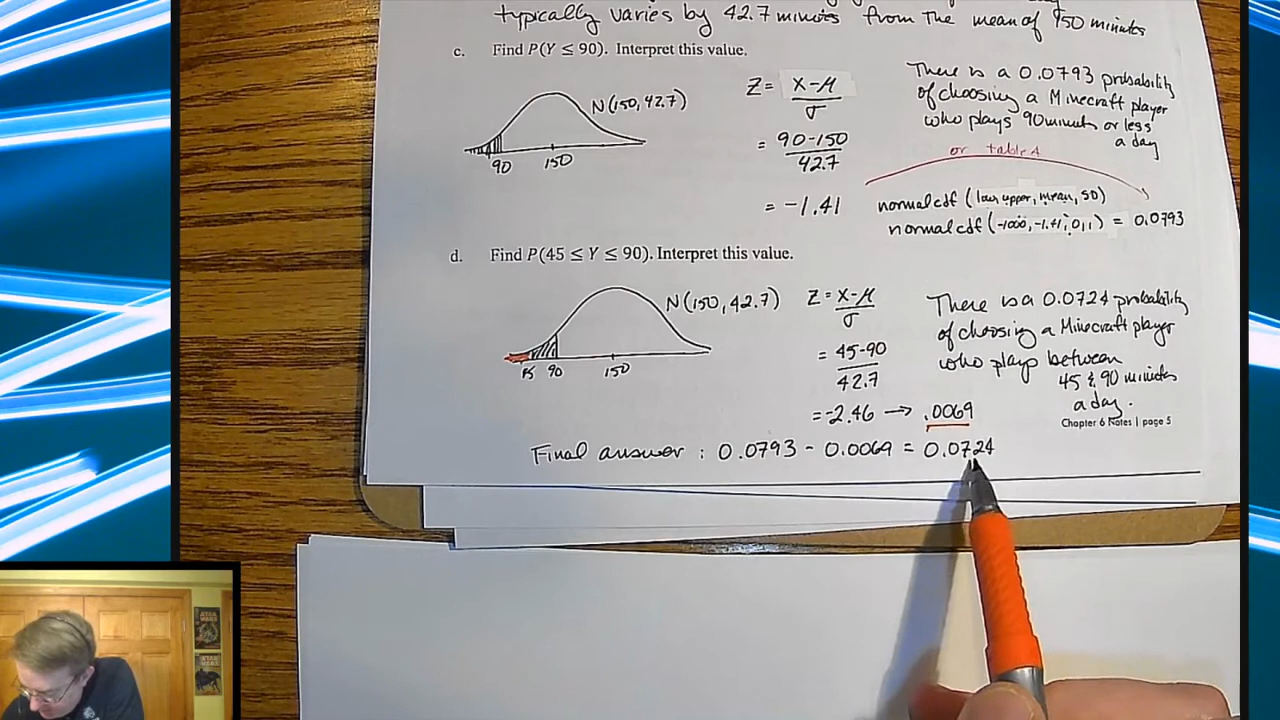 typically varies by 42.7 minutes from the mean of 150 minutes
c. Find P(Y ≤ 90). Interpret this value.
N(150, 42.7)
90 150
Z = X-μ
σ
= 90-150
42.7
= -1.41
There is a 0.0793 probability
of choosing a Minecraft player
who plays 90 minutes or less
a day
or table A
normalcdf (low, upper, mean, SD)
normalcdf (-1000, -1.41, 0, 1) = 0.0793
d. Find P(45 ≤ Y ≤ 90). Interpret this value.
N(150, 42.7)
45 90 150
Z = X-μ
σ
= 45-90
42.7
= -2.46 → .0069
There is a 0.0724 probability
of choosing a Minecraft player
who plays between
45 & 90 minutes
a day.
Chapter 6 Notes | page 5
Final answer : 0.0793 - 0.0069 = 0.0724
STAR WARS
STAR WARS